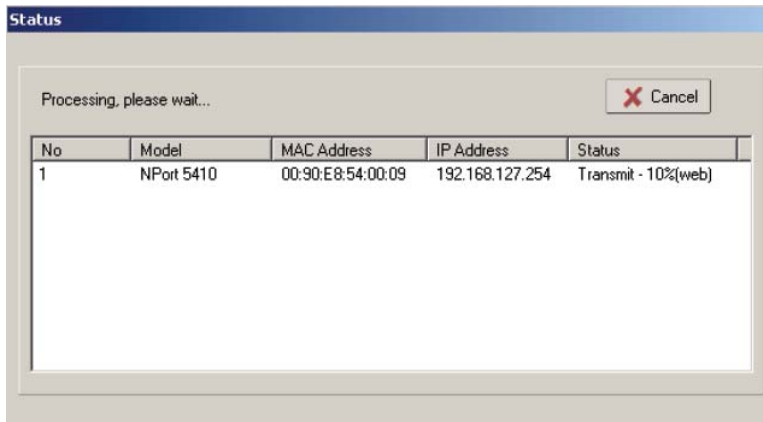 Status
Processing, please wait...
Cancel
No Model MAC Address IP Address Status
1 NPort 5410 00:90:E8:54:00:09 192.168.127.254 Transmit - 10%(web)